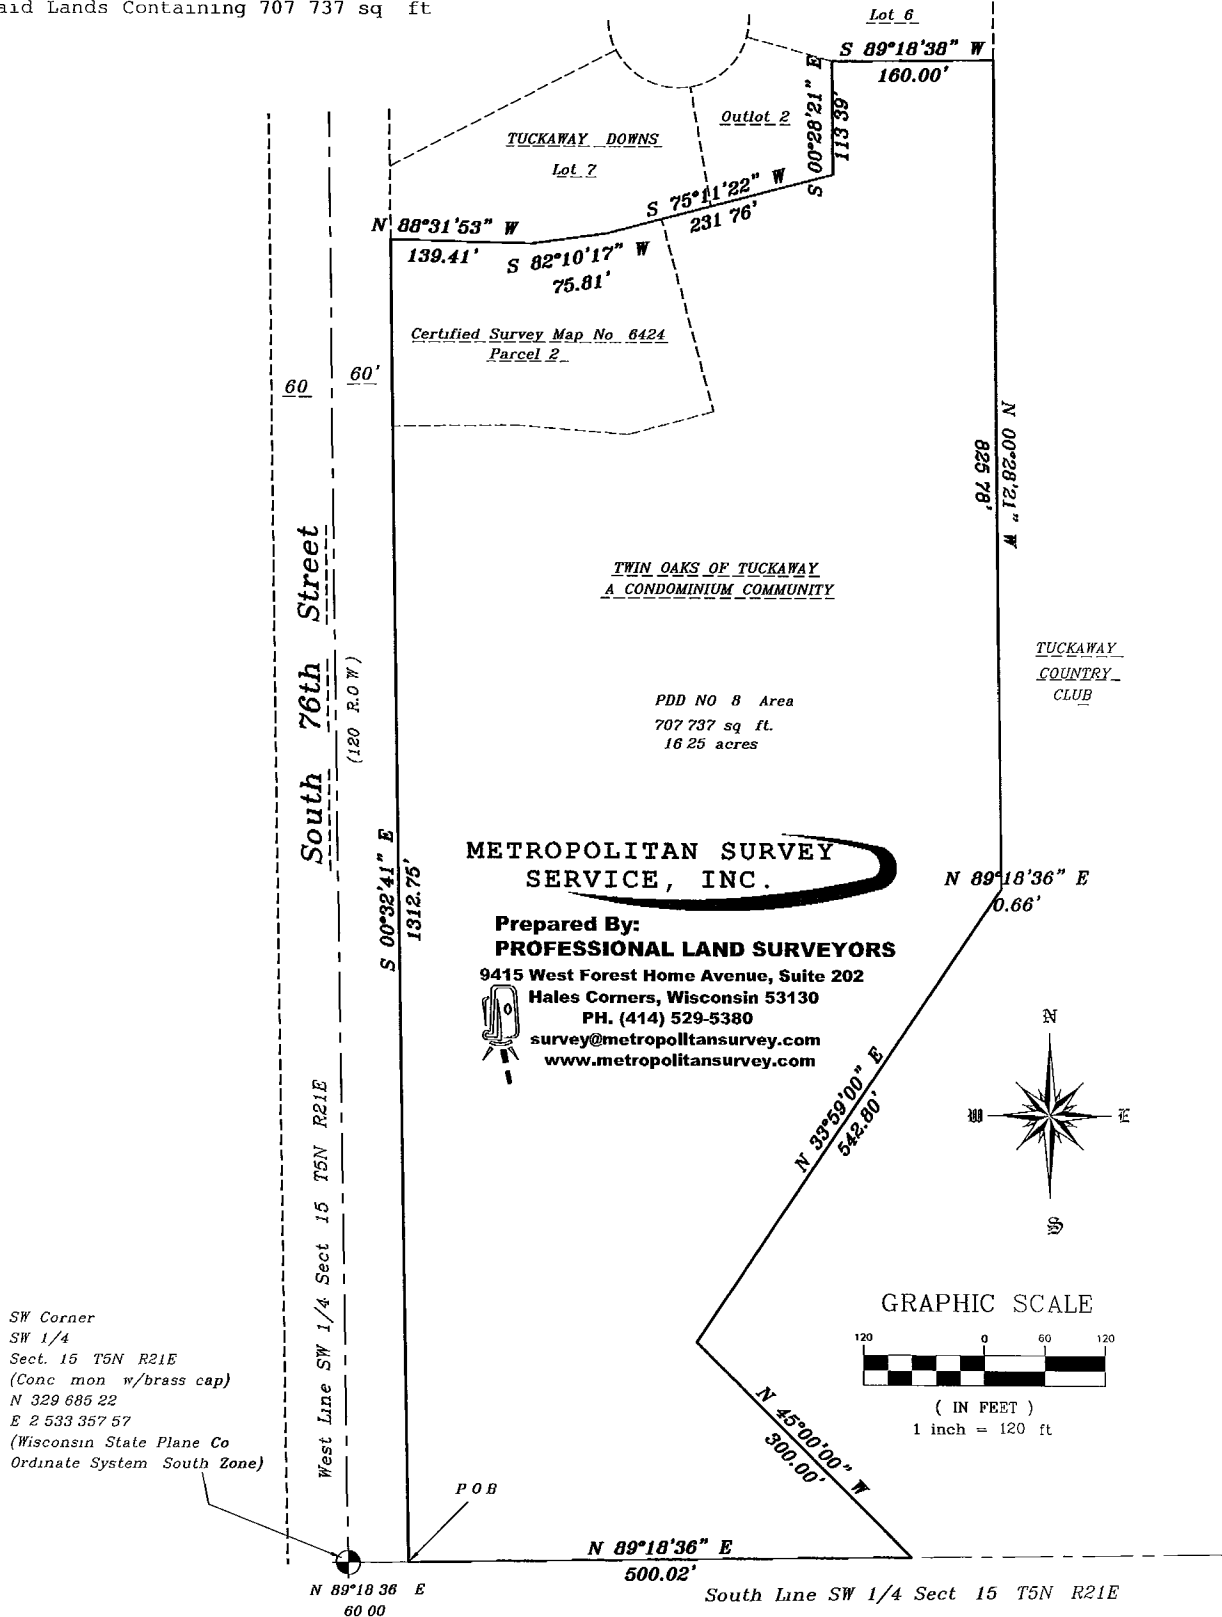 aid Lands Containing 707 737 sq ft
Lot 6
S 89°18'38" W
160.00'
S 00°28'21" E
113 39'
Outlot 2
TUCKAWAY DOWNS
Lot 7
S 75°11'22" W
231 76'
N 88°31'53" W
139.41'
S 82°10'17" W
75.81'
Certified Survey Map No 6424
Parcel 2
60
60'
N 00°28'21" W
825 78'
South 76th Street
(120 R.O W)
TWIN OAKS OF TUCKAWAY
A CONDOMINIUM COMMUNITY
TUCKAWAY
COUNTRY
CLUB
PDD NO 8 Area
707 737 sq ft.
16 25 acres
S 00°32'41" E
1312.75'
METROPOLITAN SURVEY
SERVICE, INC.
N 89°18'36" E
0.66'
Prepared By:
PROFESSIONAL LAND SURVEYORS
9415 West Forest Home Avenue, Suite 202
Hales Corners, Wisconsin 53130
PH. (414) 529-5380
survey@metropolitansurvey.com
www.metropolitansurvey.com
N 33°59'00" E
542.80'
N
W
E
S
West Line SW 1/4 Sect 15 T5N R21E
GRAPHIC SCALE
120 0 60 120
( IN FEET )
1 inch = 120 ft
SW Corner
SW 1/4
Sect. 15 T5N R21E
(Conc mon w/brass cap)
N 329 685 22
E 2 533 357 57
(Wisconsin State Plane Co
Ordinate System South Zone)
N 45°00'00" W
300.00'
P O B
N 89°18'36" E
500.02'
N 89°18 36 E
60 00
South Line SW 1/4 Sect 15 T5N R21E